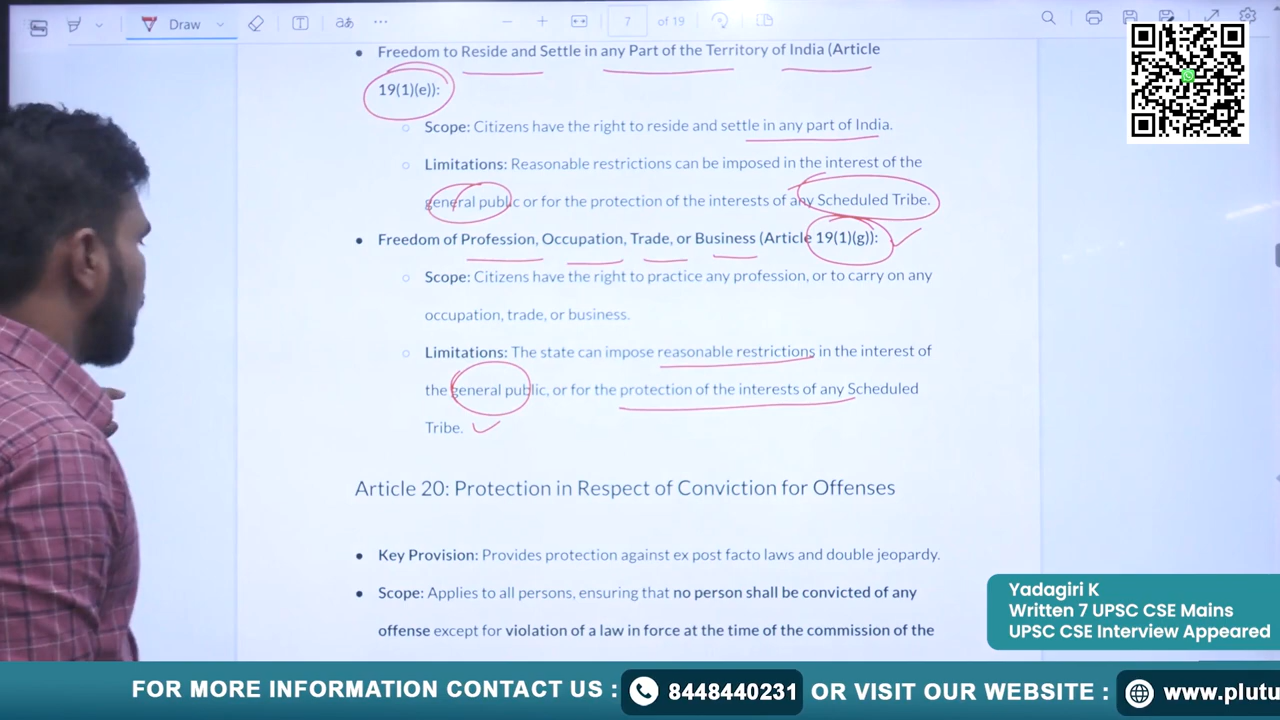 Draw
aあ
7
of 19
Freedom to Reside and Settle in any Part of the Territory of India (Article
19(1)(e)):
Scope: Citizens have the right to reside and settle in any part of India.
Limitations: Reasonable restrictions can be imposed in the interest of the
general public or for the protection of the interests of any Scheduled Tribe.
Freedom of Profession, Occupation, Trade, or Business (Article 19(1)(g)):
Scope: Citizens have the right to practice any profession, or to carry on any
occupation, trade, or business.
Limitations: The state can impose reasonable restrictions in the interest of
the general public, or for the protection of the interests of any Scheduled
Tribe.
Article 20: Protection in Respect of Conviction for Offenses
Key Provision: Provides protection against ex post facto laws and double jeopardy.
Scope: Applies to all persons, ensuring that no person shall be convicted of any
offense except for violation of a law in force at the time of the commission of the
Yadagiri K
Written 7 UPSC CSE Mains
UPSC CSE Interview Appeared
FOR MORE INFORMATION CONTACT US : 8448440231 OR VISIT OUR WEBSITE : www.plutu